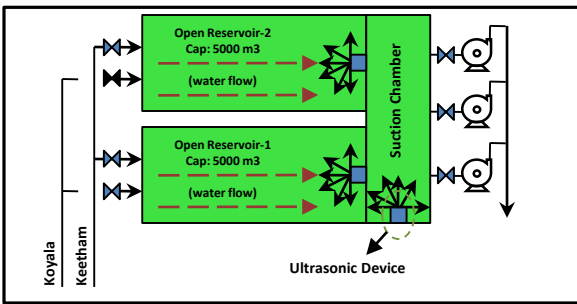 Open Reservoir-2
Cap: 5000 m3
(water flow)
Open Reservoir-1
Cap: 5000 m3
(water flow)
Suction Chamber
Koyala
Keetham
Ultrasonic Device